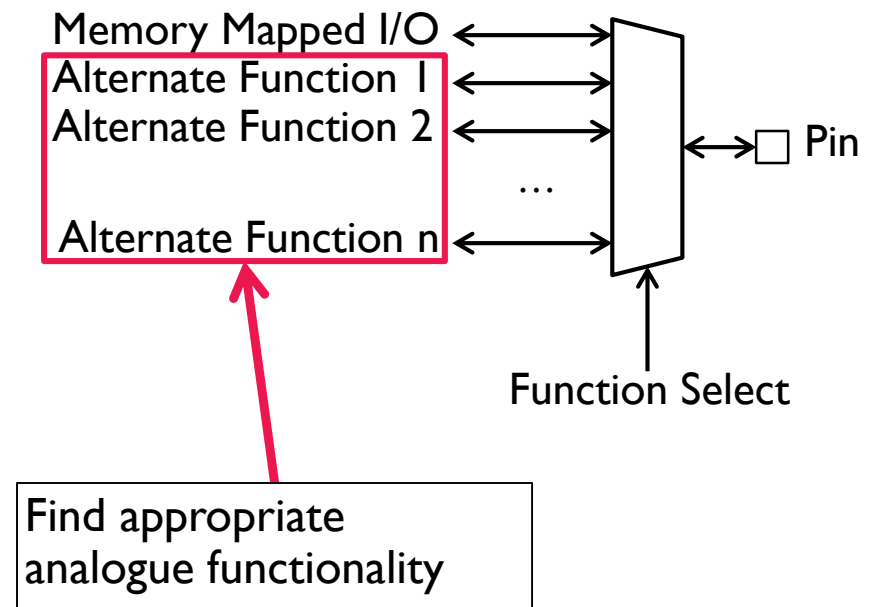 Memory Mapped I/O
Alternate Function 1
Alternate Function 2
...
Pin
Alternate Function n
Function Select
Find appropriate
analogue functionality